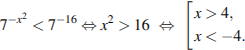 7^{-x^2} < 7^{-16} ⇔ x^2 > 16 ⇔ [ x > 4,
x < −4.